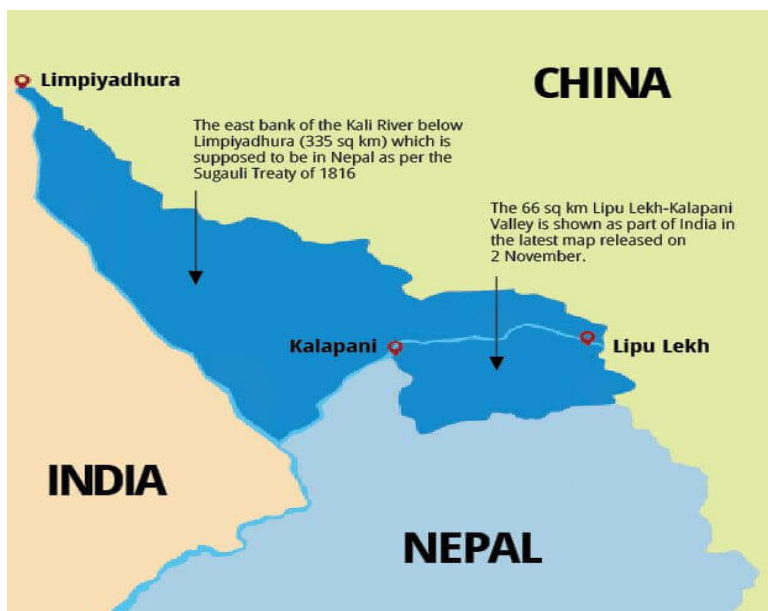 Limpiyadhura
CHINA
The east bank of the Kali River below
Limpiyadhura (335 sq km) which is
supposed to be in Nepal as per the
Sugauli Treaty of 1816
The 66 sq km Lipu Lekh-Kalapani
Valley is shown as part of India in
the latest map released on
2 November.
Kalapani
Lipu Lekh
INDIA
NEPAL